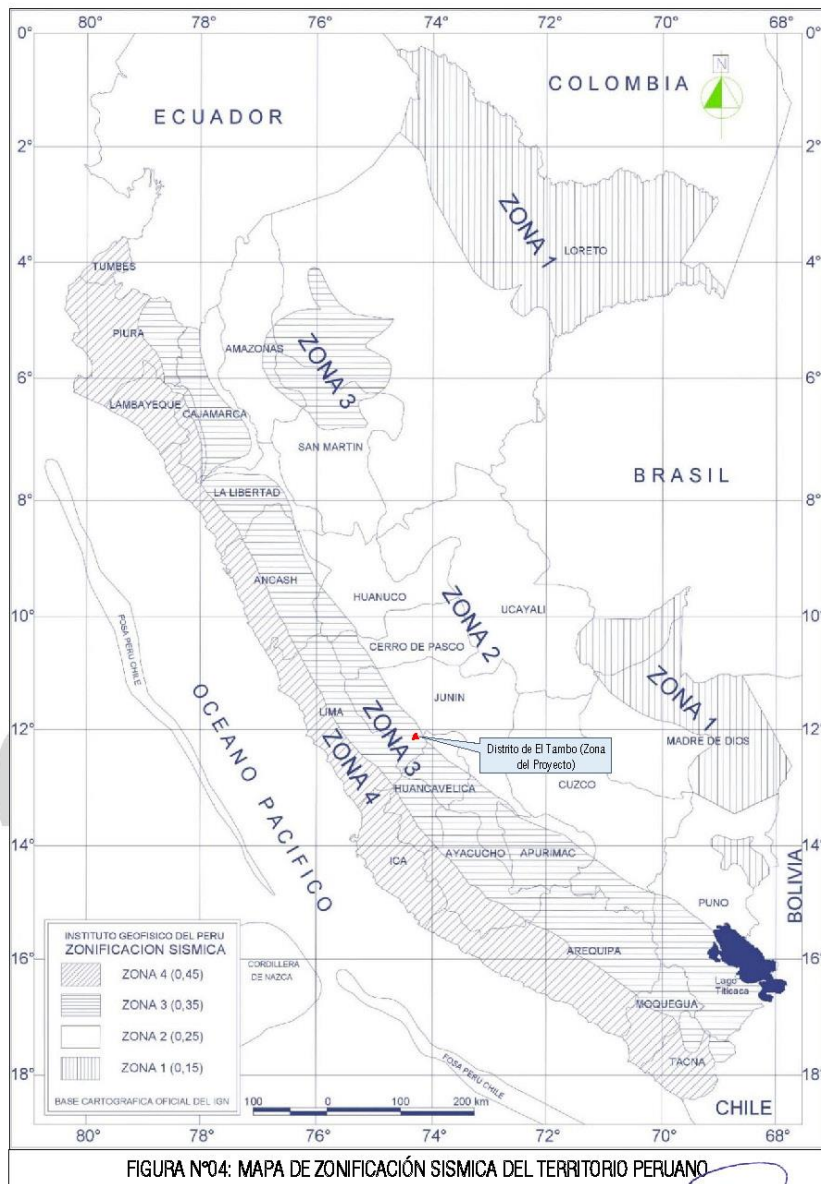 80° 78° 76° 74° 72° 70° 68°
0° 0°
COLOMBIA
N
ECUADOR
2° 2°
ZONA 1
LORETO
4° 4°
TUMBES
PIURA
AMAZONAS
ZONA 3
6° 6°
LAMBAYEQUE
CAJAMARCA
SAN MARTIN
BRASIL
8° 8°
LA LIBERTAD
ANCASH
HUANUCO
ZONA 2
UCAYALI
10° 10°
FOSA PERU CHILE
CERRO DE PASCO
JUNIN
ZONA 1
LIMA
ZONA 3
12° 12°
MADRE DE DIOS
Distrito de El Tambo (Zona
del Proyecto)
OCEANO PACIFICO
ZONA 4
HUANCAVELICA
CUZCO
14° 14°
ICA
AYACUCHO
APURIMAC
PUNO
BOLIVIA
INSTITUTO GEOFISICO DEL PERU
ZONIFICACION SISMICA
ZONA 4 (0,45)
ZONA 3 (0,35)
ZONA 2 (0,25)
ZONA 1 (0,15)
BASE CARTOGRAFICA OFICIAL DEL IGN
16° 16°
CORDILLERA
DE NAZCA
AREQUIPA
Lago
Titicaca
MOQUEGUA
TACNA
FOSA PERU CHILE
18° 18°
100 0 100 200 km
CHILE
80° 78° 76° 74° 72° 70° 68°
FIGURA Nº04: MAPA DE ZONIFICACIÓN SISMICA DEL TERRITORIO PERUANO